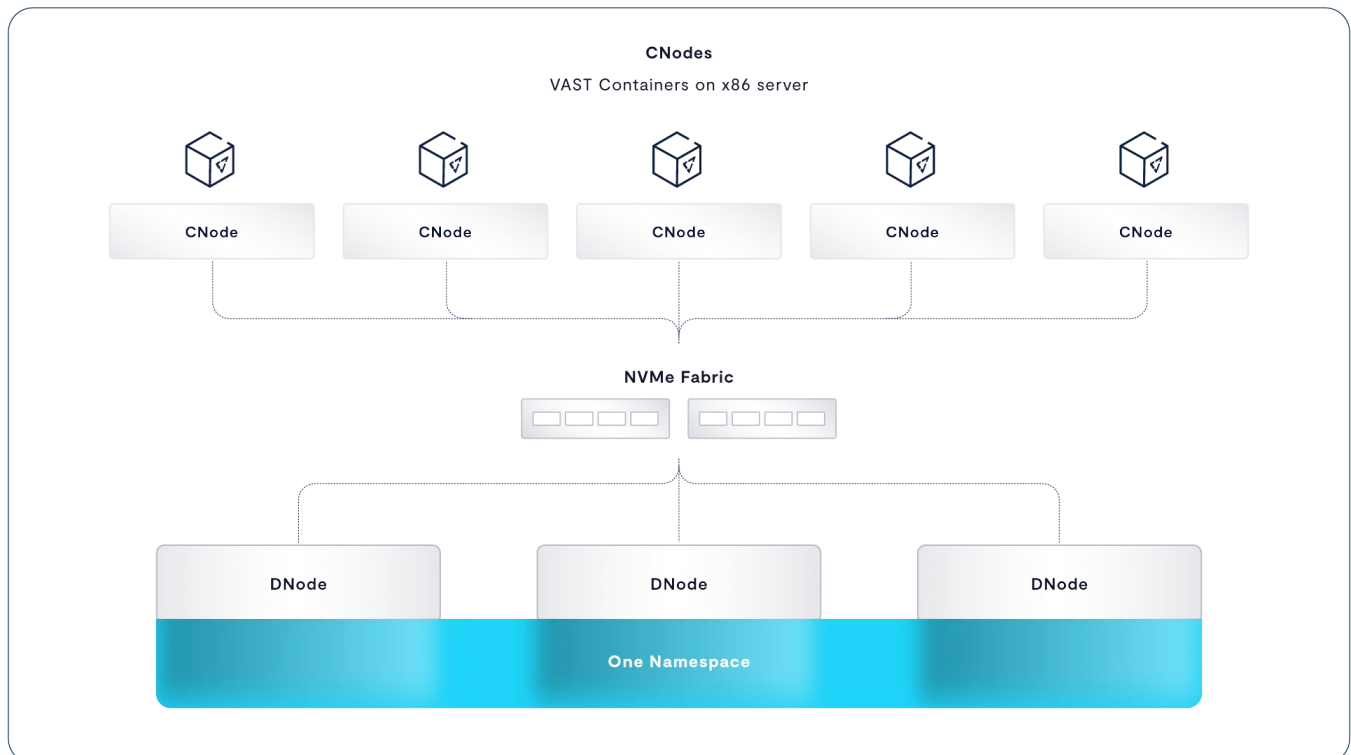 CNodes
VAST Containers on x86 server
CNode
CNode
CNode
CNode
CNode
NVMe Fabric
DNode
DNode
DNode
One Namespace